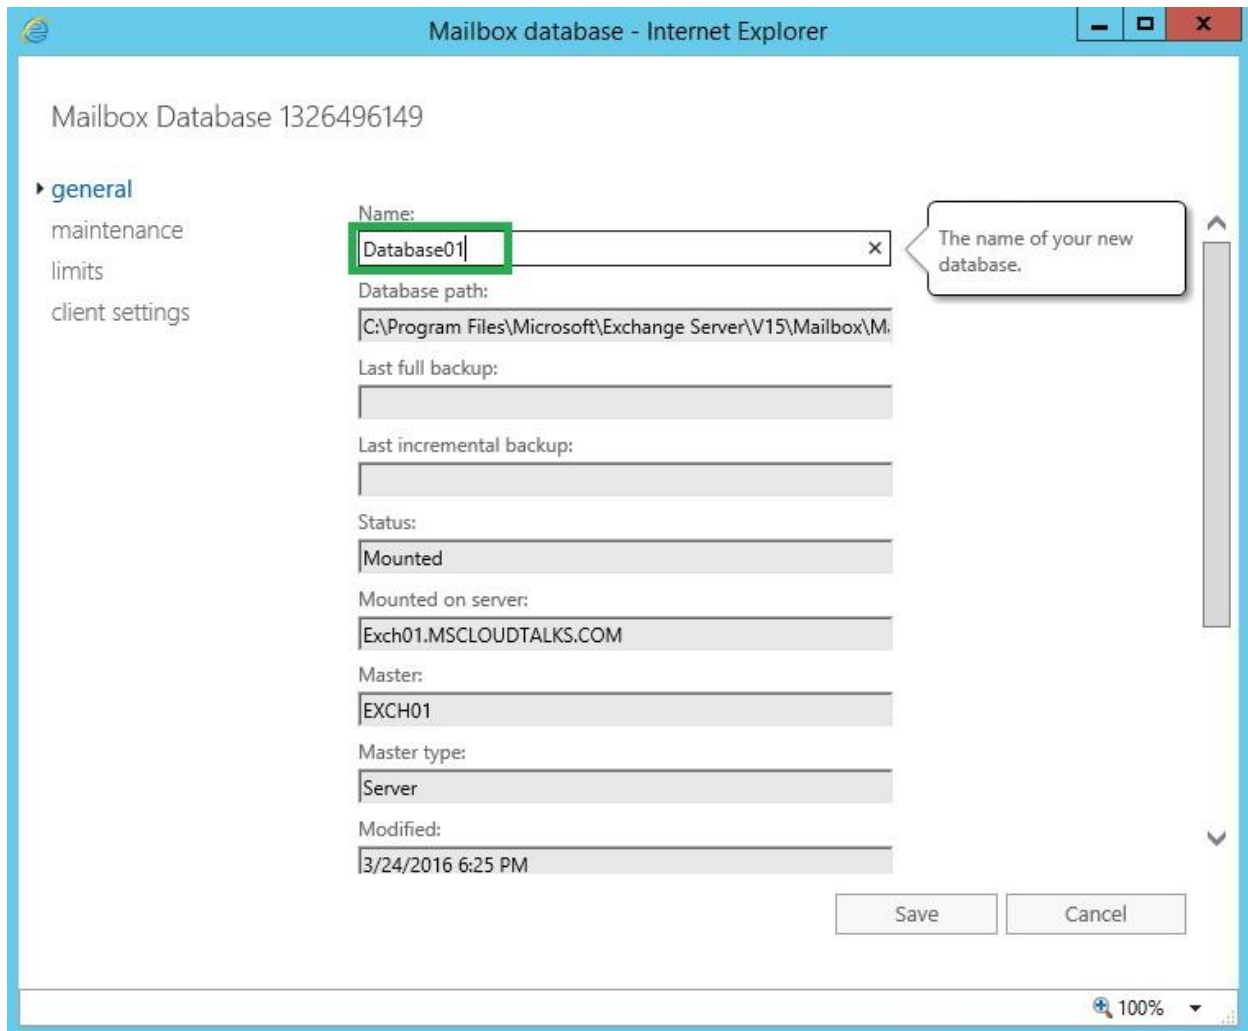 Mailbox database - Internet Explorer
Mailbox Database 1326496149
general
maintenance
limits
client settings
Name:
Database01
The name of your new
database.
Database path:
C:\Program Files\Microsoft\Exchange Server\V15\Mailbox\Ma
Last full backup:
Last incremental backup:
Status:
Mounted
Mounted on server:
Exch01.MSCLOUDTALKS.COM
Master:
EXCH01
Master type:
Server
Modified:
3/24/2016 6:25 PM
Save
Cancel
100%